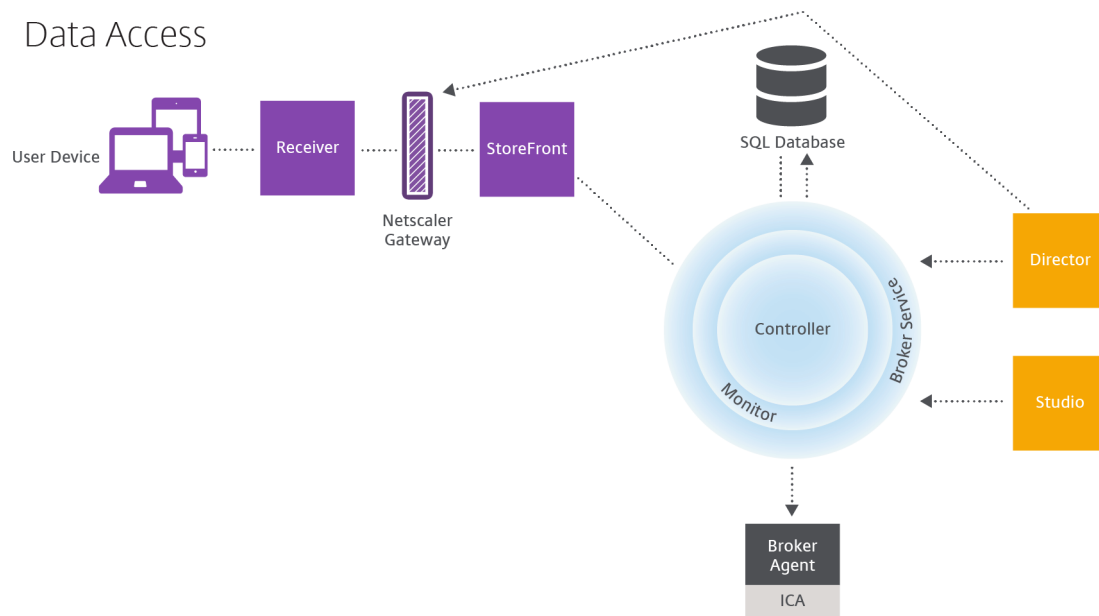 Data Access
User Device
Receiver
Netscaler
Gateway
StoreFront
SQL Database
Controller
Monitor
Broker Service
Director
Studio
Broker
Agent
ICA